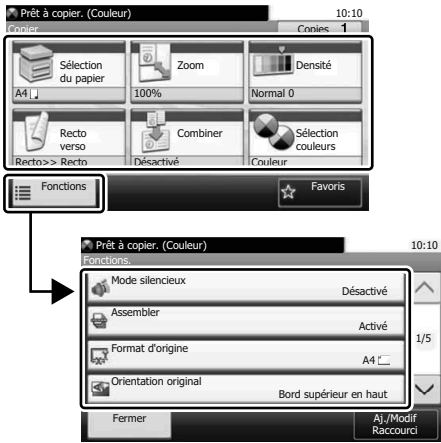 Prêt à copier. (Couleur) 10:10
Copier Copies 1
Sélection
du papier
Zoom
Densité
A4
100%
Normal 0
Recto
verso
Combiner
Sélection
couleurs
Recto>> Recto
Désactivé
Couleur
Fonctions
Favoris
Prêt à copier. (Couleur) 10:10
Fonctions.
Mode silencieux
Désactivé
Assembler
Activé
1/5
Format d'origine
A4
Orientation original
Bord supérieur en haut
Fermer
Aj./Modif
Raccourci